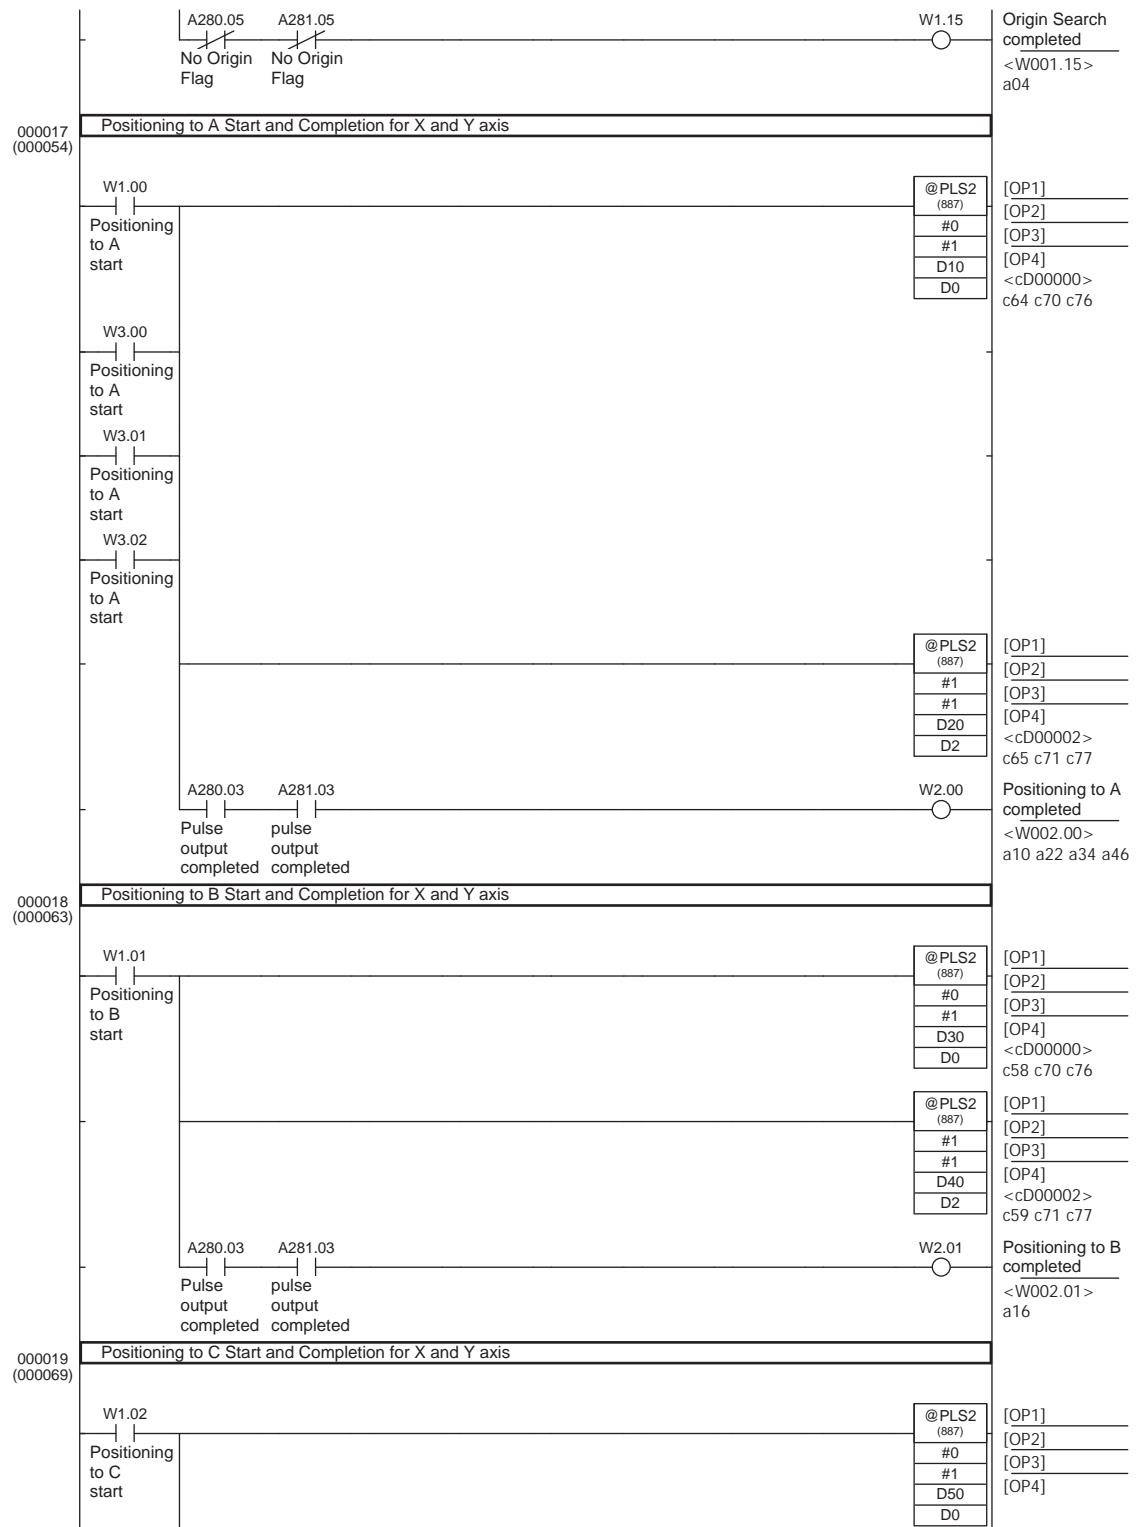 A280.05 A281.05 W1.15 Origin Search
completed
No Origin No Origin
Flag Flag
<W001.15>
a04
000017
(000054)
Positioning to A Start and Completion for X and Y axis
W1.00
Positioning
to A
start
@PLS2
(887)
#0
#1
D10
D0
[OP1]
[OP2]
[OP3]
[OP4]
<cD00000>
c64 c70 c76
W3.00
Positioning
to A
start
W3.01
Positioning
to A
start
W3.02
Positioning
to A
start
@PLS2
(887)
#1
#1
D20
D2
[OP1]
[OP2]
[OP3]
[OP4]
<cD00002>
c65 c71 c77
A280.03 A281.03 W2.00 Positioning to A
completed
Pulse pulse
output output
completed completed
<W002.00>
a10 a22 a34 a46
000018
(000063)
Positioning to B Start and Completion for X and Y axis
W1.01
Positioning
to B
start
@PLS2
(887)
#0
#1
D30
D0
[OP1]
[OP2]
[OP3]
[OP4]
<cD00000>
c58 c70 c76
@PLS2
(887)
#1
#1
D40
D2
[OP1]
[OP2]
[OP3]
[OP4]
<cD00002>
c59 c71 c77
A280.03 A281.03 W2.01 Positioning to B
completed
Pulse pulse
output output
completed completed
<W002.01>
a16
000019
(000069)
Positioning to C Start and Completion for X and Y axis
W1.02
Positioning
to C
start
@PLS2
(887)
#0
#1
D50
D0
[OP1]
[OP2]
[OP3]
[OP4]